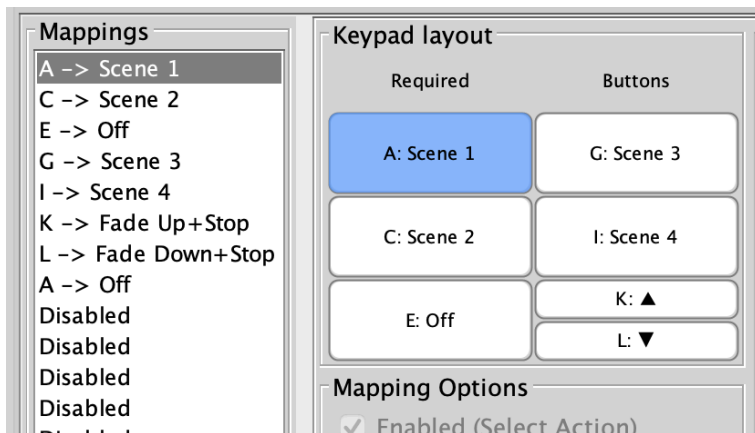 Mappings
A -> Scene 1
C -> Scene 2
E -> Off
G -> Scene 3
I -> Scene 4
K -> Fade Up+Stop
L -> Fade Down+Stop
A -> Off
Disabled
Disabled
Disabled
Disabled
Keypad layout
Required Buttons
A: Scene 1 G: Scene 3
C: Scene 2 I: Scene 4
E: Off
K: ▲
L: ▼
Mapping Options
Enabled (Select Action)